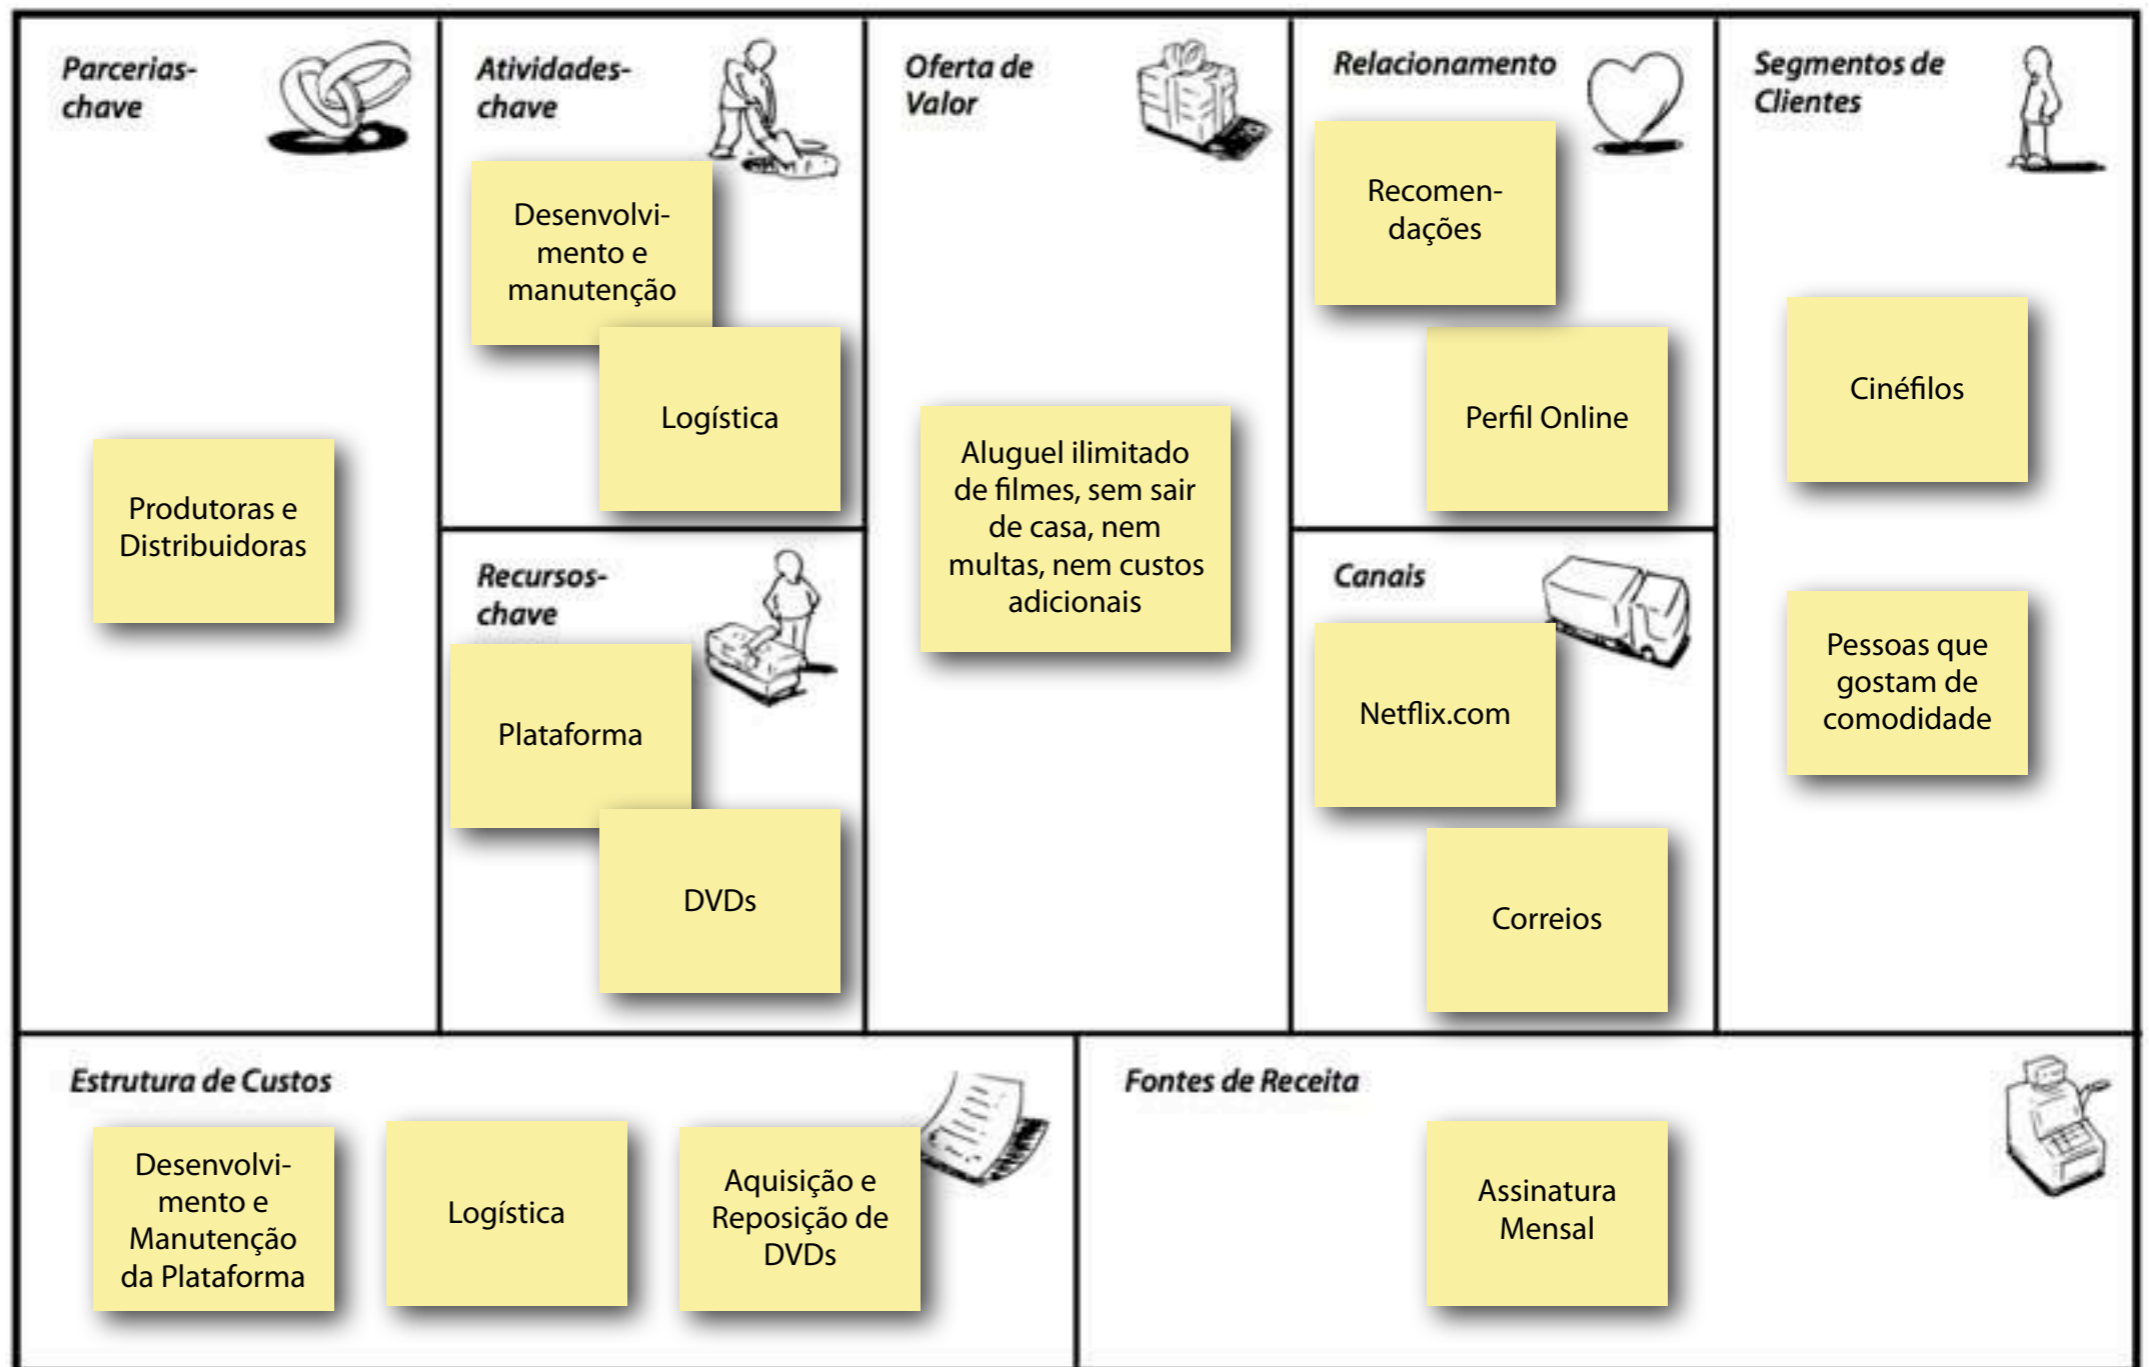 Parcerias-
chave
Produtoras e
Distribuidoras
Atividades-
chave
Desenvolvi-
mento e
manutenção
Logística
Recursos-
chave
Plataforma
DVDs
Oferta de
Valor
Aluguel ilimitado
de filmes, sem sair
de casa, nem
multas, nem custos
adicionais
Relacionamento
Recomen-
dações
Perfil Online
Canais
Netflix.com
Correios
Segmentos de
Clientes
Cinéfilos
Pessoas que
gostam de
comodidade
Estrutura de Custos
Desenvolvi-
mento e
Manutenção
da Plataforma
Logística
Aquisição e
Reposição de
DVDs
Fontes de Receita
Assinatura
Mensal